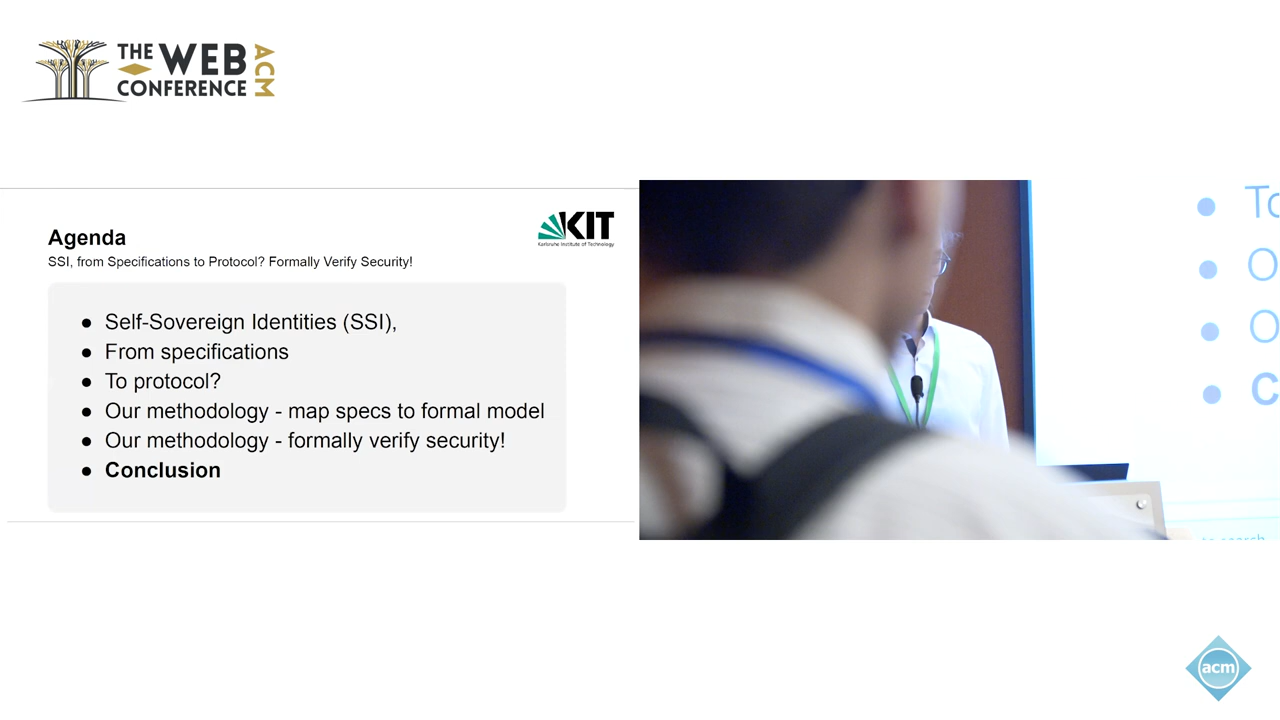 THE WEB
CONFERENCE
ACM
Agenda
SSI, from Specifications to Protocol? Formally Verify Security!
KIT
Karlsruhe Institute of Technology
● Self-Sovereign Identities (SSI),
● From specifications
● To protocol?
● Our methodology - map specs to formal model
● Our methodology - formally verify security!
● Conclusion
● To
● O
● O
● C
acm